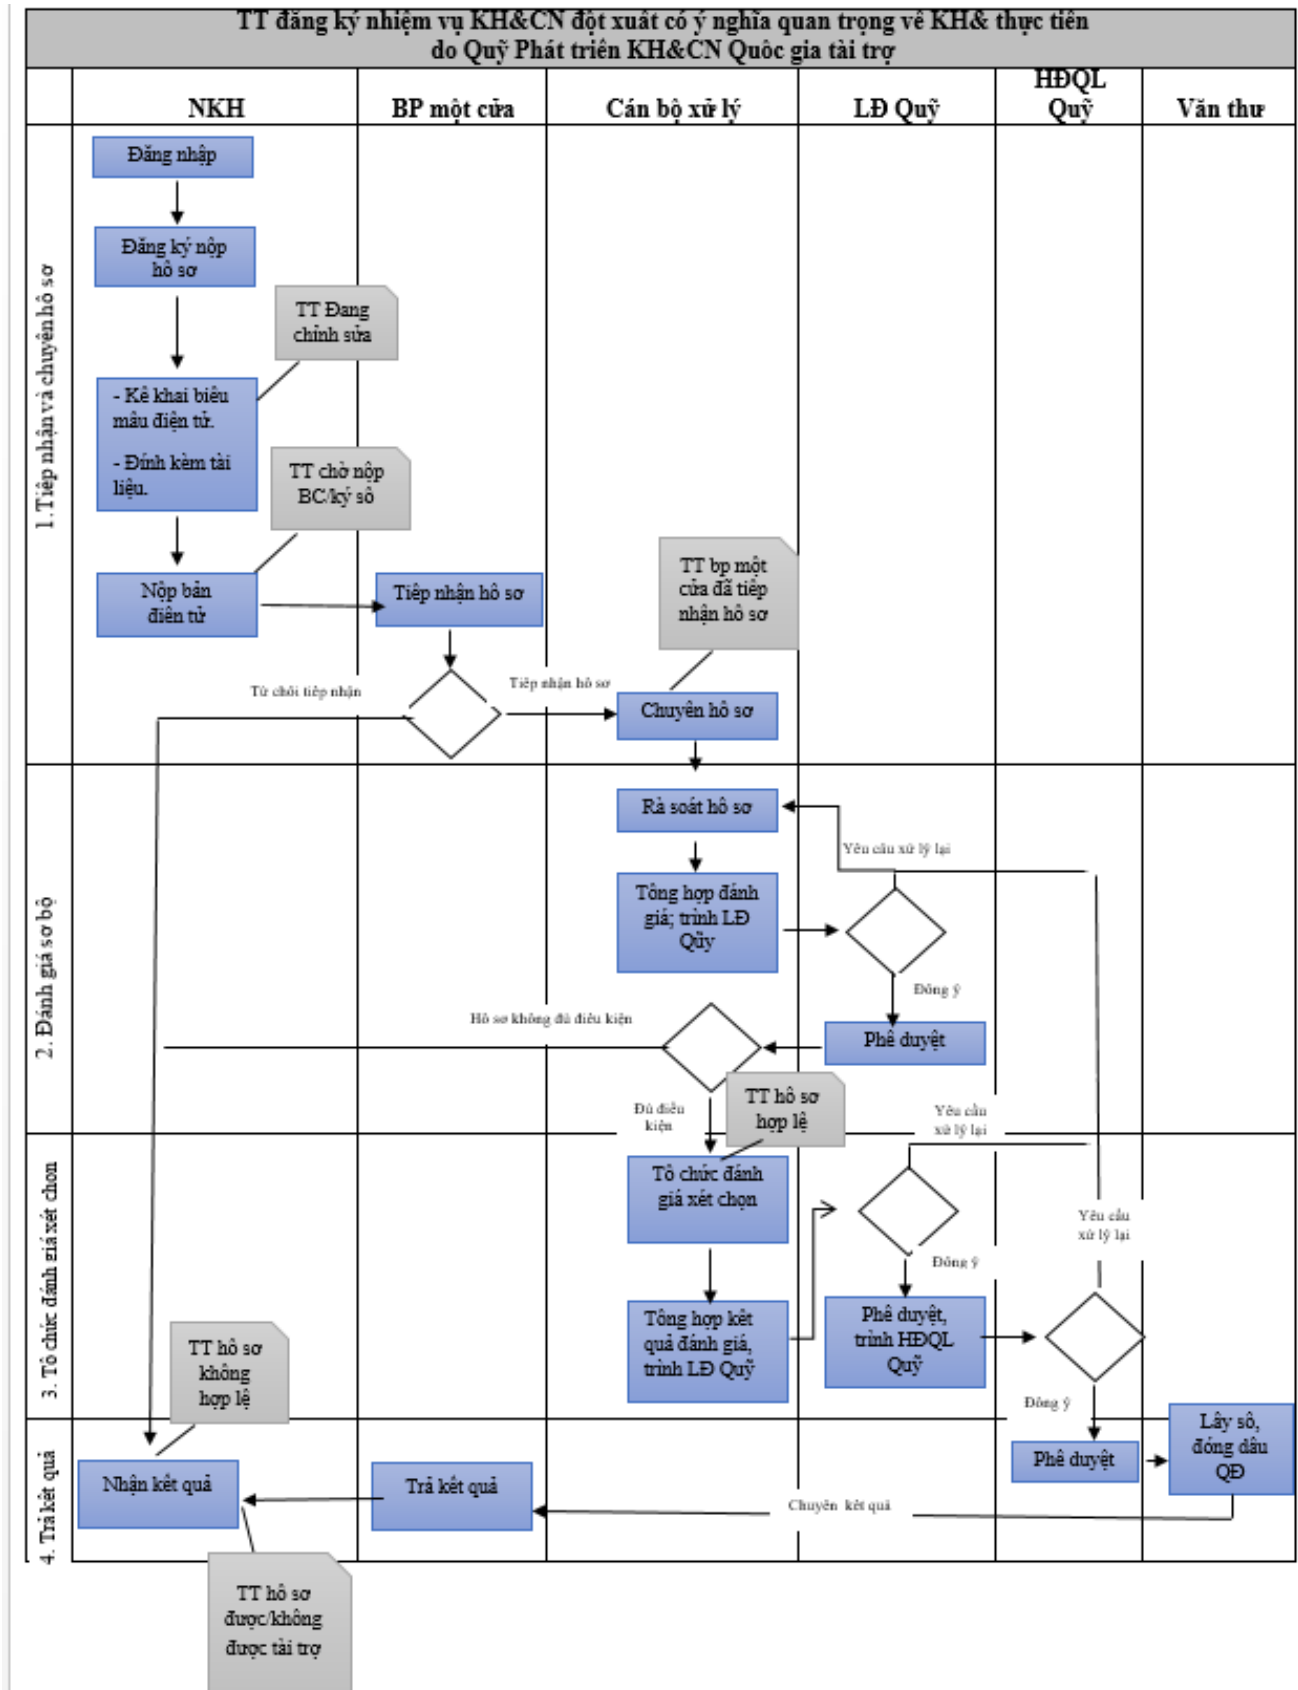 TT đăng ký nhiệm vụ KH&CN đột xuất có ý nghĩa quan trọng về KH& thực tiễn
do Quỹ Phát triển KH&CN Quốc gia tài trợ
NKH
BP một cửa
Cán bộ xử lý
LĐ Quỹ
HĐQL
Quỹ
Văn thư
1.Tiếp nhận và chuyển hồ sơ
Đăng nhập
Đăng ký nộp
hồ sơ
TT Đang
chỉnh sửa
- Kê khai biểu
mẫu điện tử.
- Đính kèm tài
liệu.
TT chờ nộp
BC/ký số
Nộp bản
điện tử
Tiếp nhận hồ sơ
TT bp một
cửa đã tiếp
nhận hồ sơ
Từ chối tiếp nhận
Tiếp nhận hồ sơ
Chuyển hồ sơ
2. Đánh giá sơ bộ
Rà soát hồ sơ
Yêu cầu xử lý lại
Tổng hợp đánh
giá; trình LĐ
Qũy
Đồng ý
Phê duyệt
Hồ sơ không đủ điều kiện
TT hồ sơ
hợp lệ
Đủ điều
kiện
Yêu cầu
xử lý lại
3. Tổ chức đánh giá xét chọn
Tổ chức đánh
giá xét chọn
Yêu cầu
xử lý lại
Đồng ý
Tổng hợp kết
quả đánh giá,
trình LĐ Quỹ
Phê duyệt,
trình HĐQL
Quỹ
TT hồ sơ
không
hợp lệ
Đồng ý
4. Trả kết quả
Nhận kết quả
Trả kết quả
Phê duyệt
Lấy số,
đóng dấu
QĐ
Chuyển kết quả
TT hồ sơ
được/không
được tài trợ